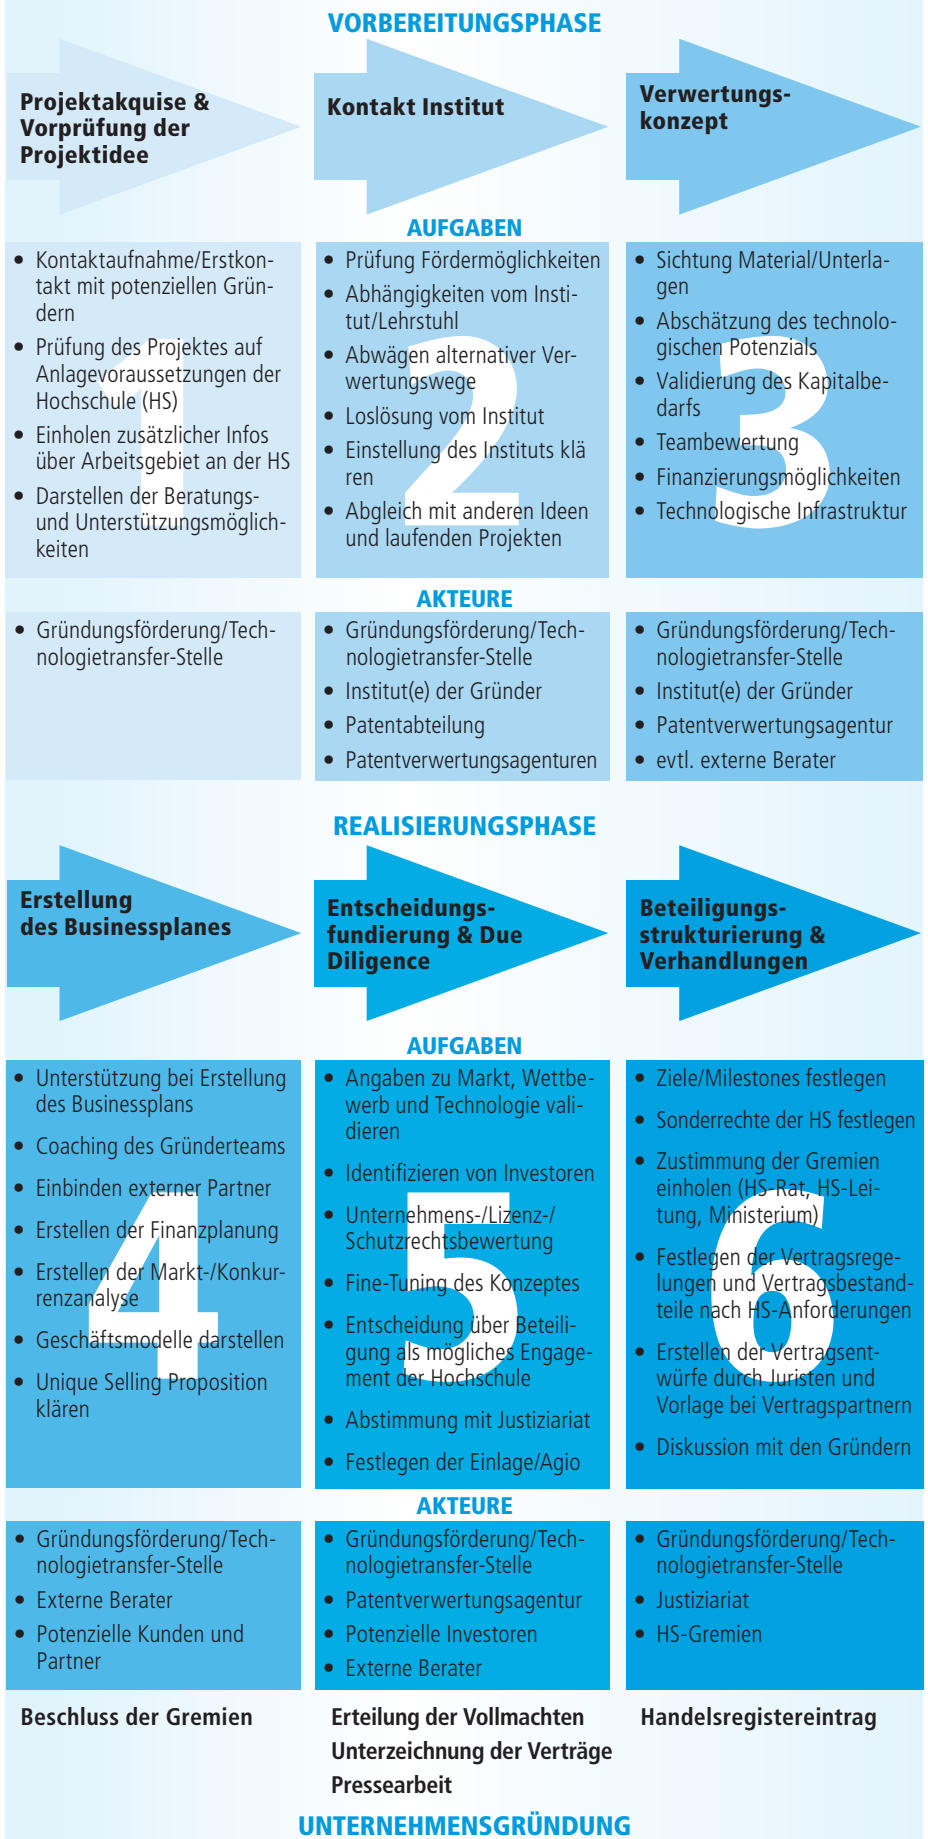 VORBEREITUNGSPHASE
Projektakquise &
Vorprüfung der
Projektidee
Kontakt Institut
Verwertungs-
konzept
AUFGABEN
1
• Kontaktaufnahme/Erstkon-
takt mit potenziellen Grün-
dern
• Prüfung des Projektes auf
Anlagevoraussetzungen der
Hochschule (HS)
• Einholen zusätzlicher Infos
über Arbeitsgebiet an der HS
• Darstellen der Beratungs-
und Unterstützungsmöglich-
keiten
2
• Prüfung Fördermöglichkeiten
• Abhängigkeiten vom Insti-
tut/Lehrstuhl
• Abwägen alternativer Ver-
wertungswege
• Loslösung vom Institut
• Einstellung des Instituts klä
ren
• Abgleich mit anderen Ideen
und laufenden Projekten
3
• Sichtung Material/Unterla-
gen
• Abschätzung des technolo-
gischen Potenzials
• Validierung des Kapitalbe-
darfs
• Teambewertung
• Finanzierungsmöglichkeiten
• Technologische Infrastruktur
AKTEURE
• Gründungsförderung/Tech-
nologietransfer-Stelle
• Gründungsförderung/Tech-
nologietransfer-Stelle
• Institut(e) der Gründer
• Patentabteilung
• Patentverwertungsagenturen
• Gründungsförderung/Tech-
nologietransfer-Stelle
• Institut(e) der Gründer
• Patentverwertungsagentur
• evtl. externe Berater
REALISIERUNGSPHASE
Erstellung
des Businessplanes
Entscheidungs-
fundierung & Due
Diligence
Beteiligungs-
strukturierung &
Verhandlungen
AUFGABEN
4
• Unterstützung bei Erstellung
des Businessplans
• Coaching des Gründerteams
• Einbinden externer Partner
• Erstellen der Finanzplanung
• Erstellen der Markt-/Konkur-
renzanalyse
• Geschäftsmodelle darstellen
• Unique Selling Proposition
klären
5
• Angaben zu Markt, Wettbe-
werb und Technologie vali-
dieren
• Identifizieren von Investoren
• Unternehmens-/Lizenz-/
Schutzrechtsbewertung
• Fine-Tuning des Konzeptes
• Entscheidung über Beteili-
gung als mögliches Engage-
ment der Hochschule
• Abstimmung mit Justiziariat
• Festlegen der Einlage/Agio
6
• Ziele/Milestones festlegen
• Sonderrechte der HS festlegen
• Zustimmung der Gremien
einholen (HS-Rat, HS-Lei-
tung, Ministerium)
• Festlegen der Vertragsrege-
lungen und Vertragsbestand-
teile nach HS-Anforderungen
• Erstellen der Vertragsent-
würfe durch Juristen und
Vorlage bei Vertragspartnern
• Diskussion mit den Gründern
AKTEURE
• Gründungsförderung/Tech-
nologietransfer-Stelle
• Externe Berater
• Potenzielle Kunden und
Partner
• Gründungsförderung/Tech-
nologietransfer-Stelle
• Patentverwertungsagentur
• Potenzielle Investoren
• Externe Berater
• Gründungsförderung/Tech-
nologietransfer-Stelle
• Justiziariat
• HS-Gremien
Beschluss der Gremien
Erteilung der Vollmachten
Unterzeichnung der Verträge
Pressearbeit
Handelsregistereintrag
UNTERNEHMENSGRÜNDUNG